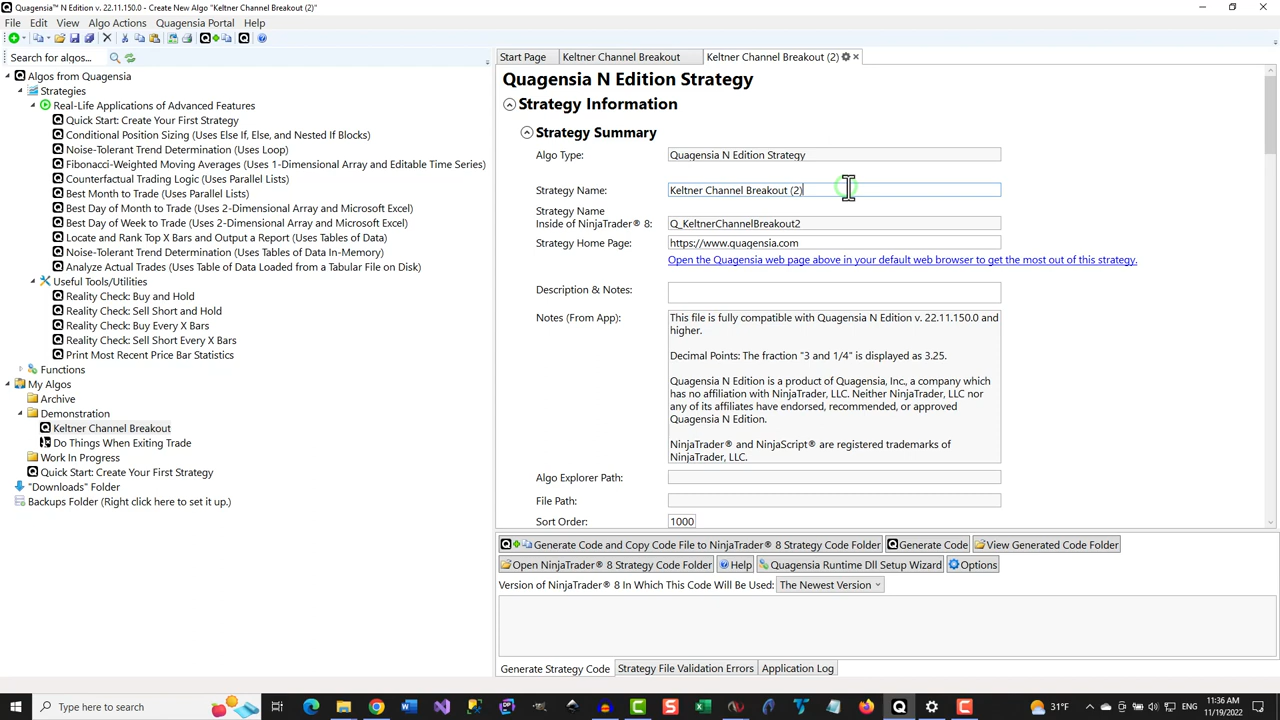 Quagensia™ N Edition v. 22.11.150.0 - Create New Algo "Keltner Channel Breakout (2)"
File Edit View Algo Actions Quagensia Portal Help
Search for algos...
Algos from Quagensia
Strategies
Real-Life Applications of Advanced Features
Quick Start: Create Your First Strategy
Conditional Position Sizing (Uses Else If, Else, and Nested If Blocks)
Noise-Tolerant Trend Determination (Uses Loop)
Fibonacci-Weighted Moving Averages (Uses 1-Dimensional Array and Editable Time Series)
Counterfactual Trading Logic (Uses Parallel Lists)
Best Month to Trade (Uses Parallel Lists)
Best Day of Month to Trade (Uses 2-Dimensional Array and Microsoft Excel)
Best Day of Week to Trade (Uses 2-Dimensional Array and Microsoft Excel)
Locate and Rank Top X Bars and Output a Report (Uses Tables of Data)
Noise-Tolerant Trend Determination (Uses Tables of Data In-Memory)
Analyze Actual Trades (Uses Table of Data Loaded from a Tabular File on Disk)
Useful Tools/Utilities
Reality Check: Buy and Hold
Reality Check: Sell Short and Hold
Reality Check: Buy Every X Bars
Reality Check: Sell Short Every X Bars
Print Most Recent Price Bar Statistics
Functions
My Algos
Archive
Demonstration
Keltner Channel Breakout
Do Things When Exiting Trade
Work In Progress
Quick Start: Create Your First Strategy
"Downloads" Folder
Backups Folder (Right click here to set it up.)
Start Page Keltner Channel Breakout Keltner Channel Breakout (2)
Quagensia N Edition Strategy
Strategy Information
Strategy Summary
Algo Type: Quagensia N Edition Strategy
Strategy Name: Keltner Channel Breakout (2)
Strategy Name
Inside of NinjaTrader® 8: Q_KeltnerChannelBreakout2
Strategy Home Page: https://www.quagensia.com
Open the Quagensia web page above in your default web browser to get the most out of this strategy.
Description & Notes:
Notes (From App): This file is fully compatible with Quagensia N Edition v. 22.11.150.0 and
higher.
Decimal Points: The fraction "3 and 1/4" is displayed as 3.25.
Quagensia N Edition is a product of Quagensia, Inc., a company which
has no affiliation with NinjaTrader, LLC. Neither NinjaTrader, LLC nor
any of its affiliates have endorsed, recommended, or approved
Quagensia N Edition.
NinjaTrader® and NinjaScript® are registered trademarks of
NinjaTrader, LLC.
Algo Explorer Path:
File Path:
Sort Order: 1000
Generate Code and Copy Code File to NinjaTrader® 8 Strategy Code Folder Generate Code View Generated Code Folder
Open NinjaTrader® 8 Strategy Code Folder Help Quagensia Runtime Dll Setup Wizard Options
Version of NinjaTrader® 8 In Which This Code Will Be Used: The Newest Version
Generate Strategy Code Strategy File Validation Errors Application Log
Type here to search
31°F
11:36 AM
11/19/2022